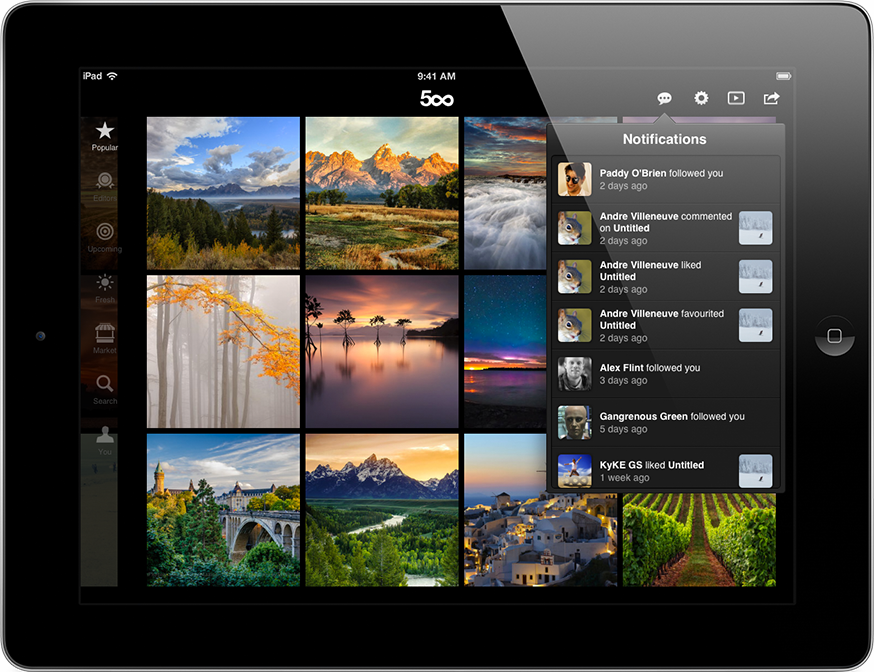 iPad
9:41 AM
500
Popular
Editors
Upcoming
Fresh
Market
Search
You
Notifications
Paddy O'Brien followed you
2 days ago
Andre Villeneuve commented
on Untitled
2 days ago
Andre Villeneuve liked
Untitled
2 days ago
Andre Villeneuve favourited
Untitled
2 days ago
Alex Flint followed you
3 days ago
Gangrenous Green followed you
5 days ago
KyKE GS liked Untitled
1 week ago